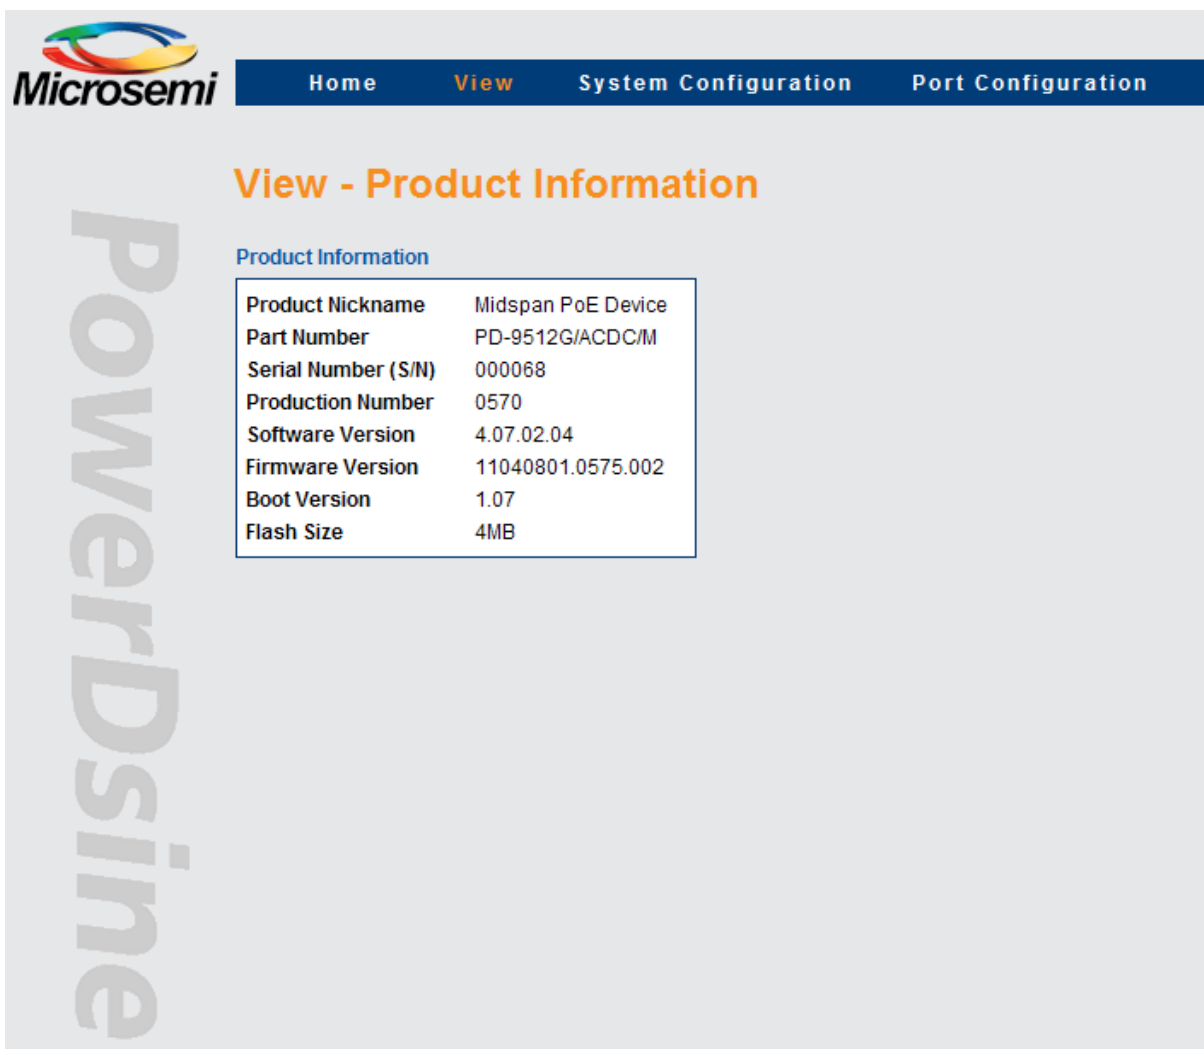 Microsemi
Home View System Configuration Port Configuration
View - Product Information
PowerDsine
Product Information
Product Nickname Midspan PoE Device
Part Number PD-9512G/ACDC/M
Serial Number (S/N) 000068
Production Number 0570
Software Version 4.07.02.04
Firmware Version 11040801.0575.002
Boot Version 1.07
Flash Size 4MB